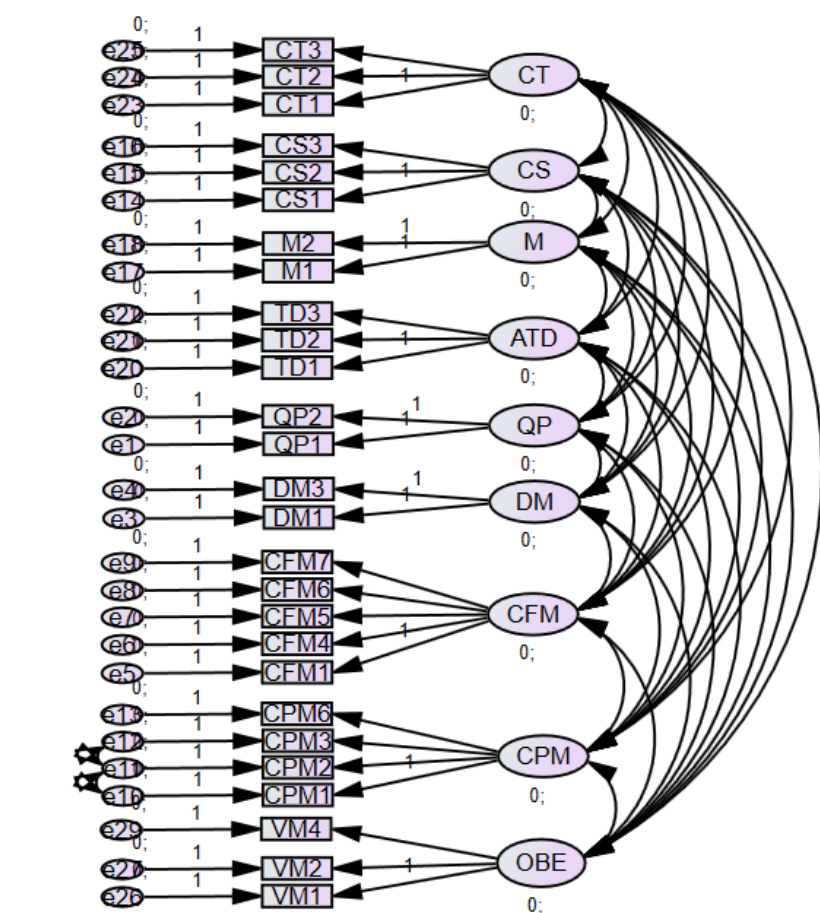 0;
e25 1 CT3
e24 1 CT2 1 CT
e23 1 CT1
0; 0;
e16 1 CS3
e15 1 CS2 1 CS
e14 1 CS1
0; 0;
e18 1 M2 1 M
e17 1 M1 1
0; 0;
e22 1 TD3
e21 1 TD2 1 ATD
e20 1 TD1
0; 0;
e2 1 QP2 1 QP
e1 1 QP1 1
0; 0;
e4 1 DM3 1 DM
e3 1 DM1 1
0; 0;
e9 1 CFM7
e8 1 CFM6
e7 1 CFM5 CFM
e6 1 CFM4 1
e5 1 CFM1
0; 0;
e13 1 CPM6
e12 1 CPM3 CPM
e11 1 CPM2 1
e10 1 CPM1
0; 0;
e29 1 VM4
0;
e27 1 VM2 1 OBE
e26 1 VM1
0;